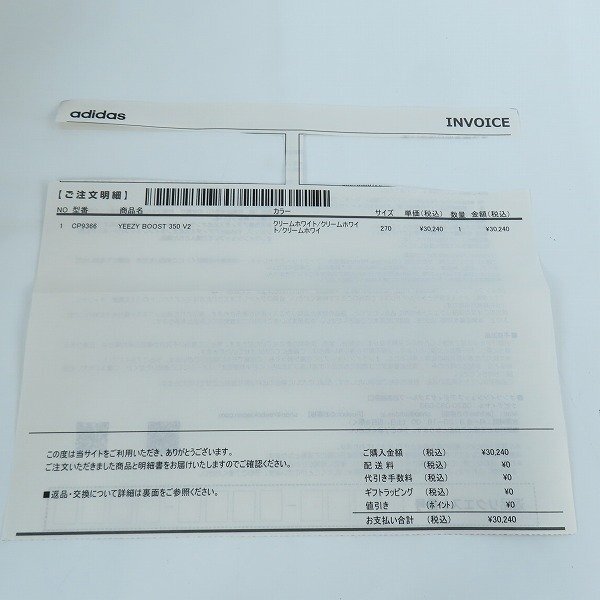 adidas
INVOICE
【ご注文明細】
NO 型番 商品名 カラー サイズ 単価(税込) 数量 金額(税込)
1 CP9366 YEEZY BOOST 350 V2 クリームホワイト/クリームホワイ 270 ¥30,240 1 ¥30,240
ト/クリームホワイ
この度は当サイトをご利用いただき、ありがとうございます。
ご注文いただきました商品と明細書をお届けいたしますのでご確認ください。
■返品・交換について詳細は裏面をご参照ください。
ご購入金額 (税込) ¥30,240
配送料 (税込) ¥0
代引き手数料 (税込) ¥0
ギフトラッピング (税込) ¥0
値引き (ポイント) ¥0
お支払い合計 (税込) ¥30,240